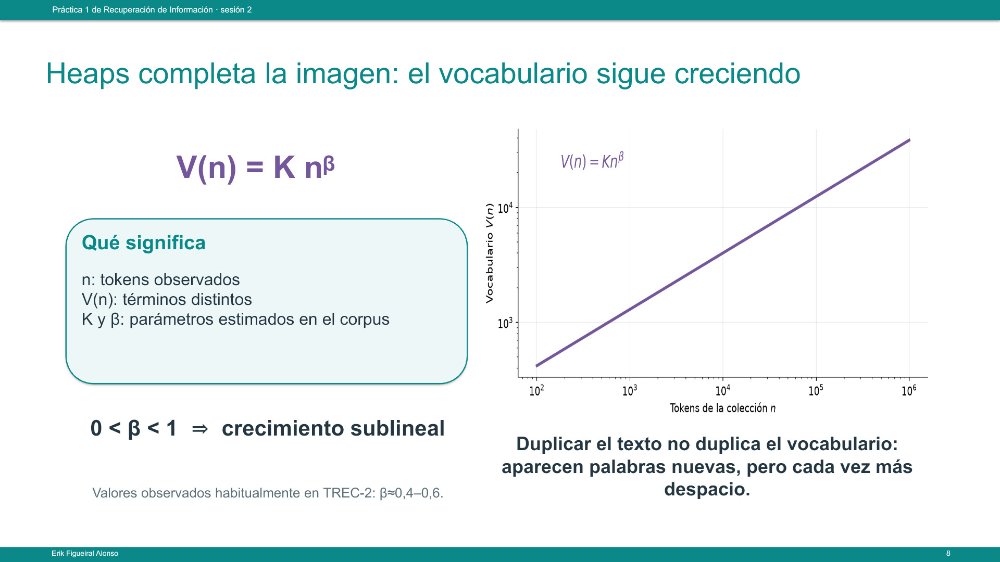 Práctica 1 de Recuperación de Información · sesión 2
Heaps completa la imagen: el vocabulario sigue creciendo
V(n) = K nᵝ
Qué significa
n: tokens observados
V(n): términos distintos
K y β: parámetros estimados en el corpus
0 < β < 1 ⇒ crecimiento sublineal
Valores observados habitualmente en TREC-2: β≈0,4–0,6.
V(n) = Knᵝ
Vocabulario V(n)
10⁴
10³
10² 10³ 10⁴ 10⁵ 10⁶
Tokens de la colección n
Duplicar el texto no duplica el vocabulario:
aparecen palabras nuevas, pero cada vez más
despacio.
Erik Figueiral Alonso
8